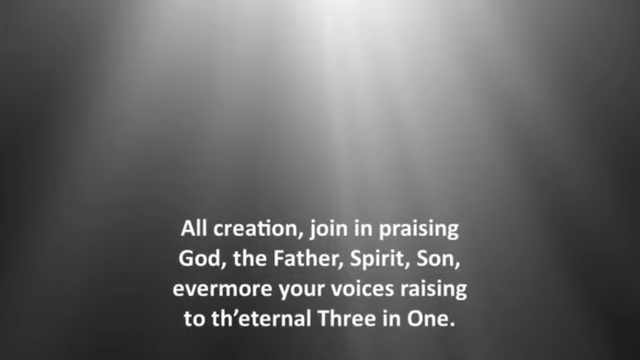 All creation, join in praising
God, the Father, Spirit, Son,
evermore your voices raising
to th’eternal Three in One.